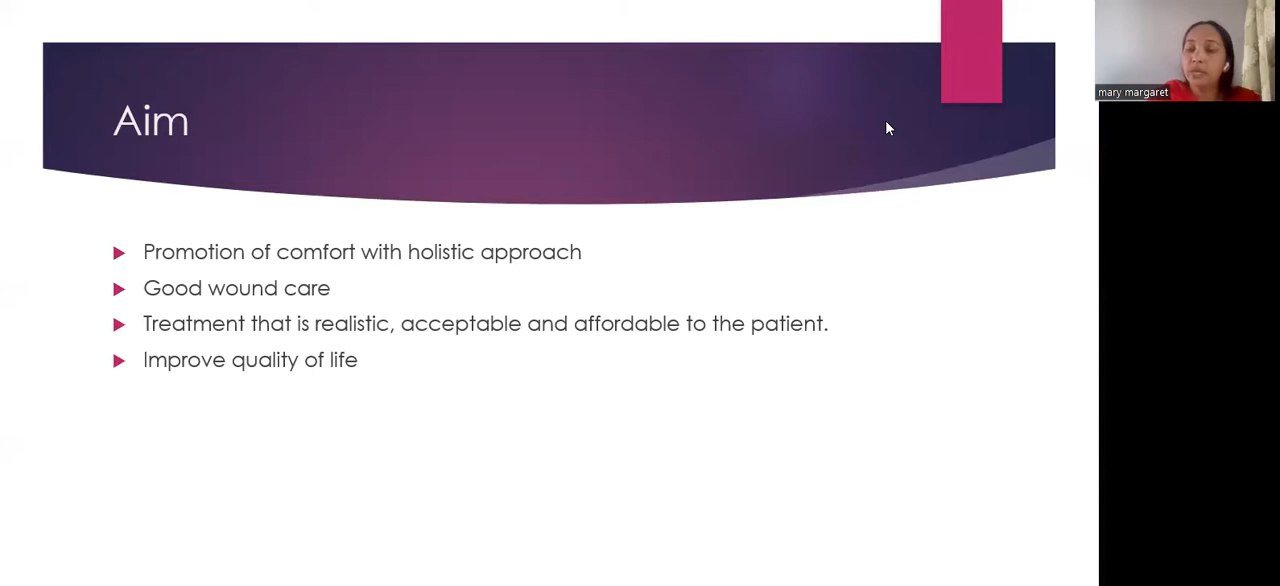 Aim
Promotion of comfort with holistic approach
Good wound care
Treatment that is realistic, acceptable and affordable to the patient.
Improve quality of life
mary margaret